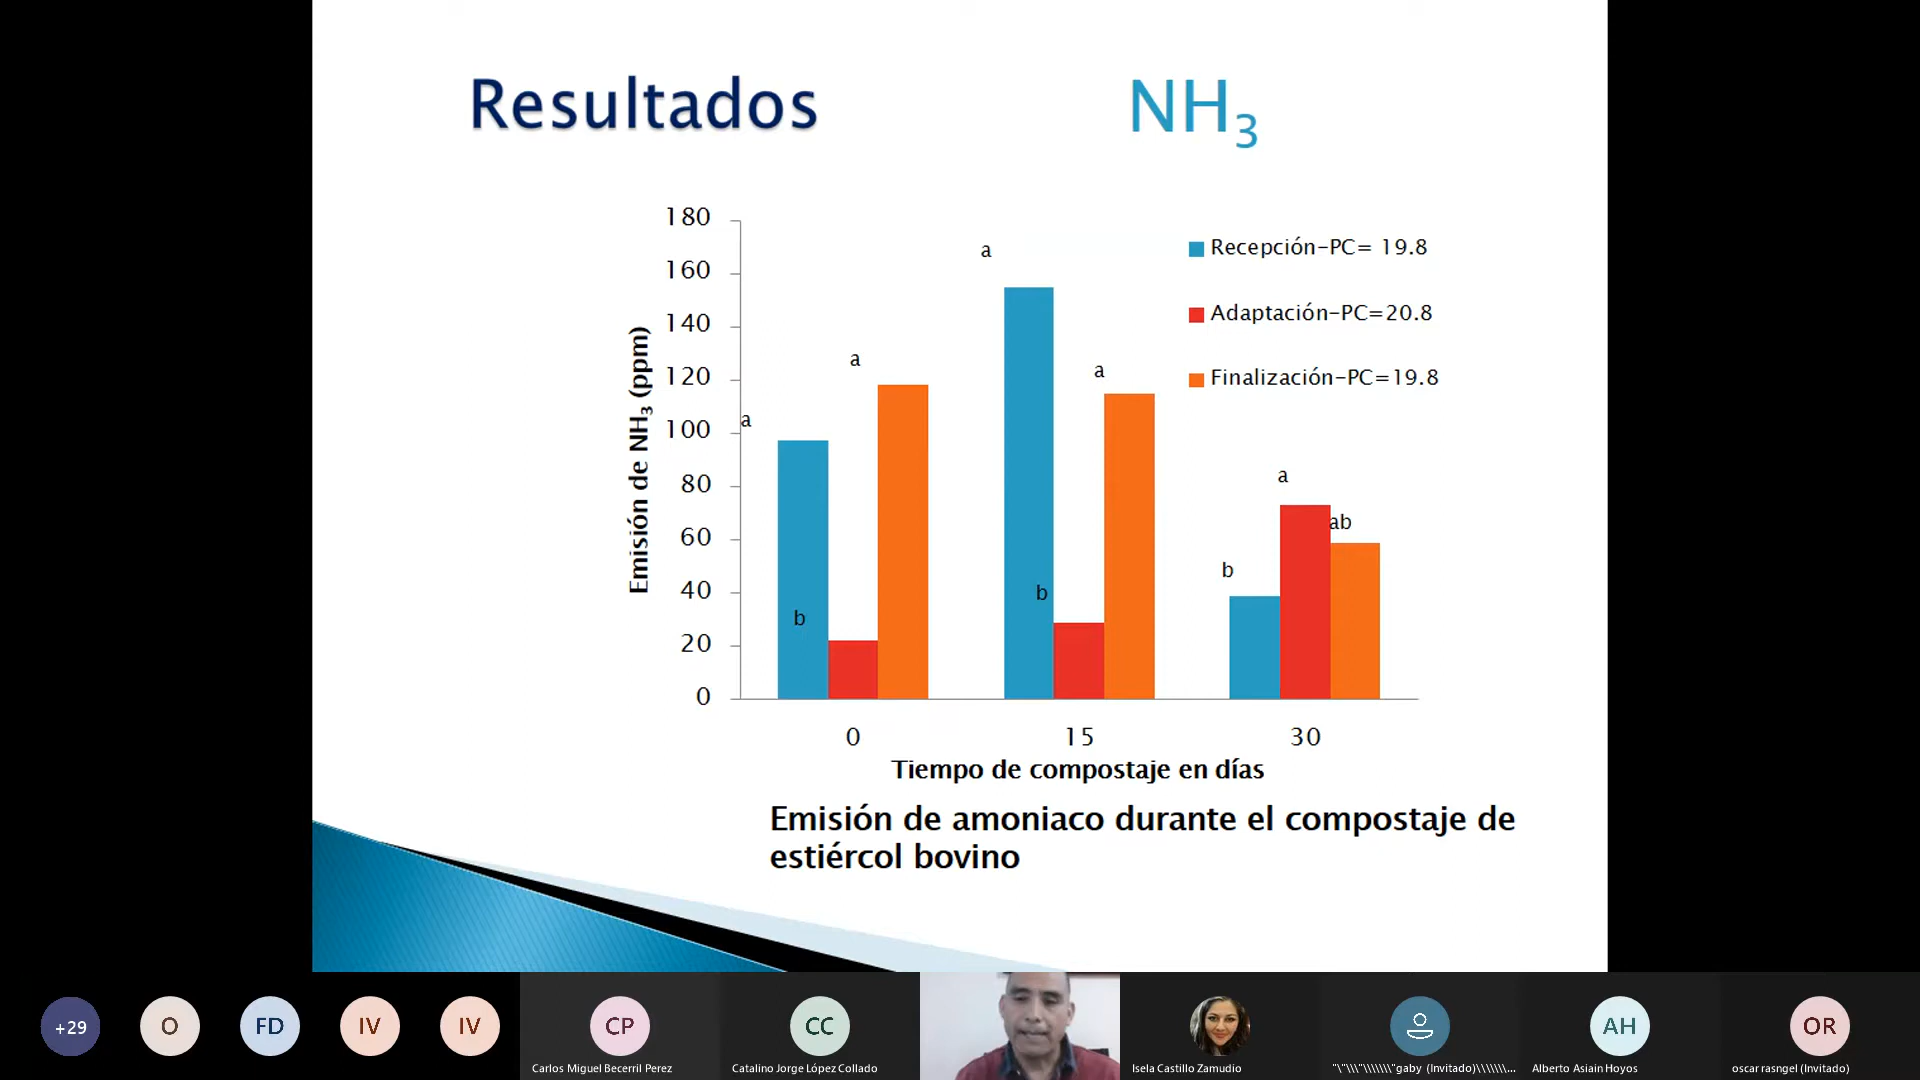 Resultados
NH₃
180
160
140
120
100
80
60
40
20
0
Emisión de NH₃ (ppm)
a
b
a
a
b
a
b
a
ab
Recepción-PC= 19.8
Adaptación-PC=20.8
Finalización-PC=19.8
0
15
30
Tiempo de compostaje en días
Emisión de amoniaco durante el compostaje de
estiércol bovino
+29
O
FD
IV
IV
CP
Carlos Miguel Becerril Perez
CC
Catalino Jorge López Collado
Isela Castillo Zamudio
"\"\\\"\\\\\\\"gaby (Invitado)\\\\\\\...
AH
Alberto Asiain Hoyos
OR
oscar rasngel (Invitado)